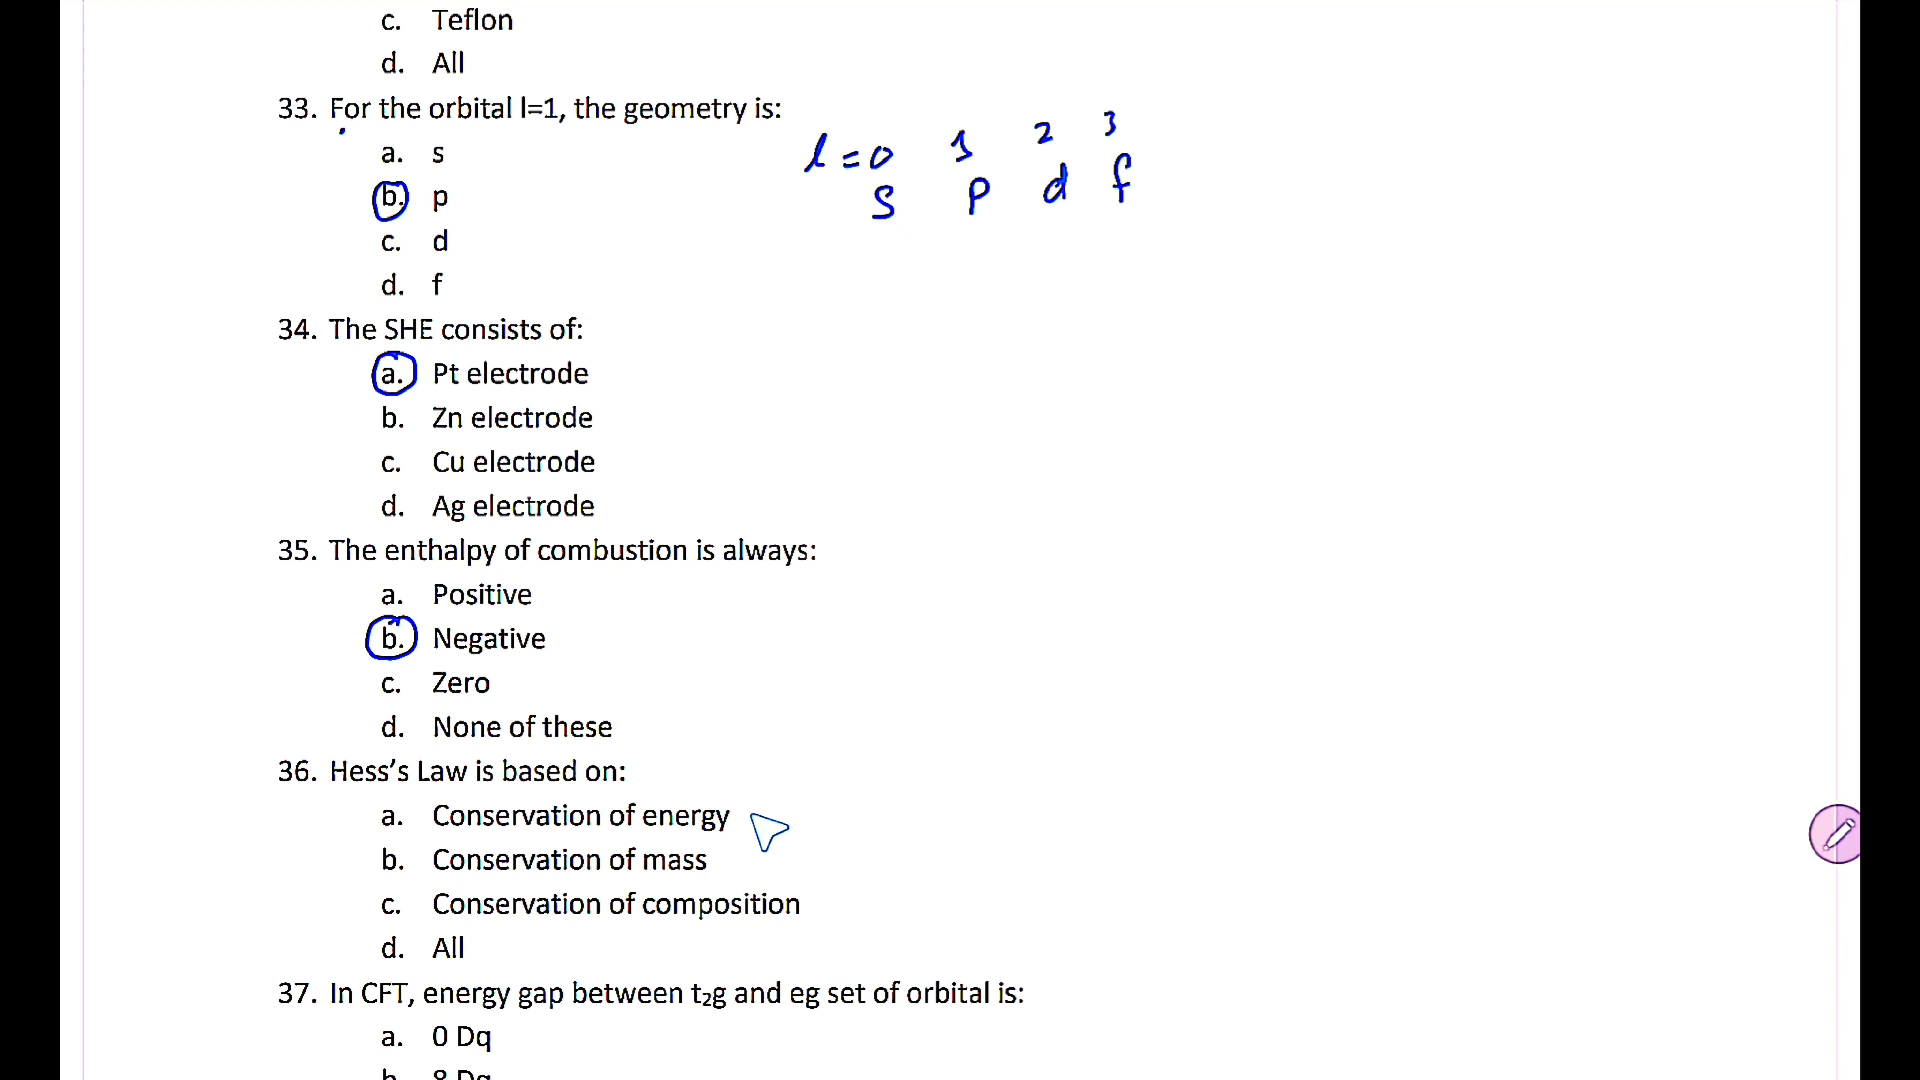 c. Teflon
d. All
33. For the orbital l=1, the geometry is:
a. s
b. p
c. d
d. f
l = 0 1 2 3
s p d f
34. The SHE consists of:
a. Pt electrode
b. Zn electrode
c. Cu electrode
d. Ag electrode
35. The enthalpy of combustion is always:
a. Positive
b. Negative
c. Zero
d. None of these
36. Hess’s Law is based on:
a. Conservation of energy
b. Conservation of mass
c. Conservation of composition
d. All
37. In CFT, energy gap between t₂g and eg set of orbital is:
a. 0 Dq
b. 8 Dq